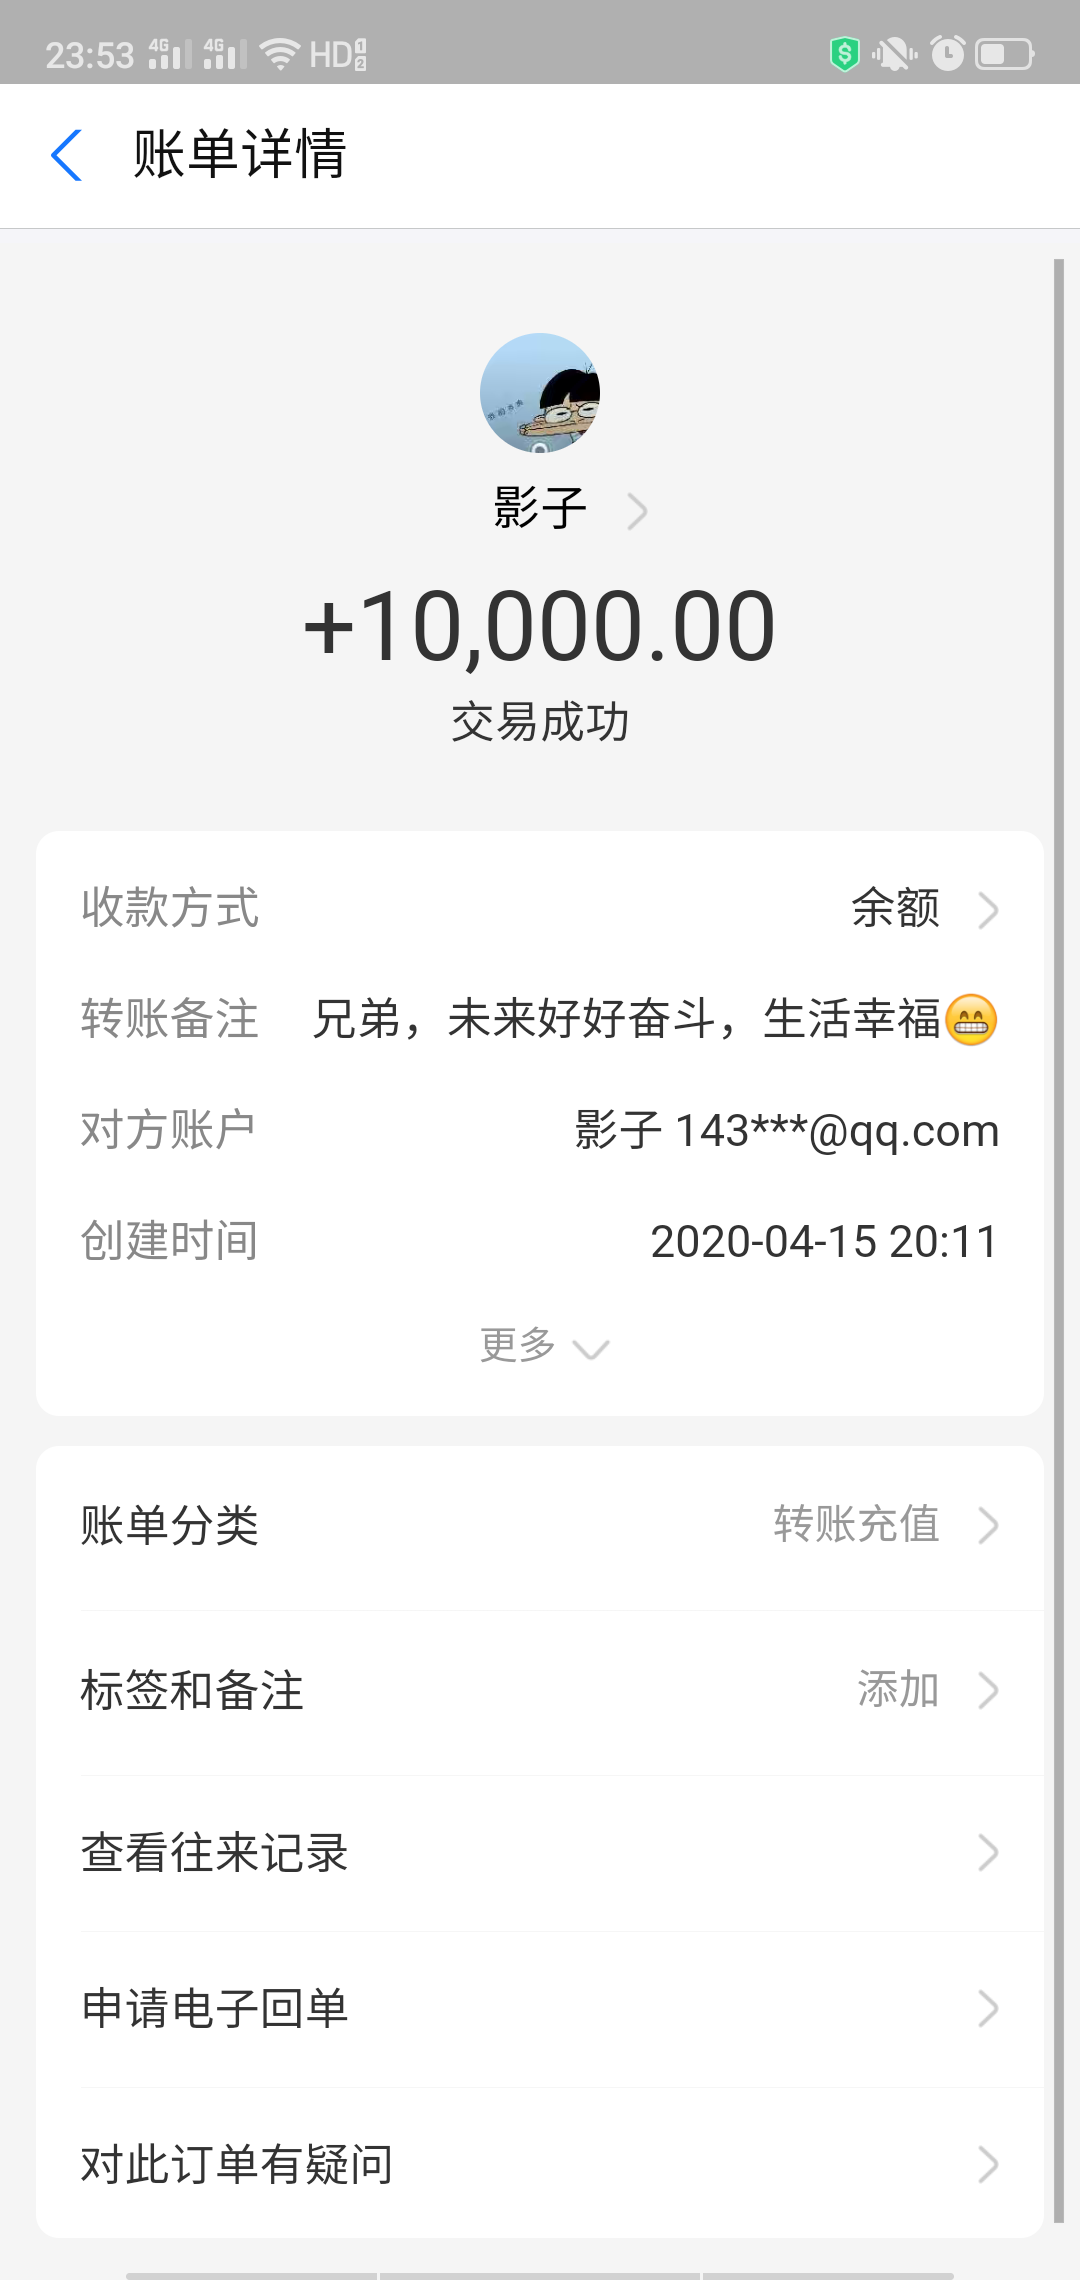 23:53 4G 4G HD 1 2
账单详情
影子
+10,000.00
交易成功
收款方式 余额
转账备注 兄弟，未来好好奋斗，生活幸福😁
对方账户 影子 143***@qq.com
创建时间 2020-04-15 20:11
更多
账单分类 转账充值
标签和备注 添加
查看往来记录
申请电子回单
对此订单有疑问